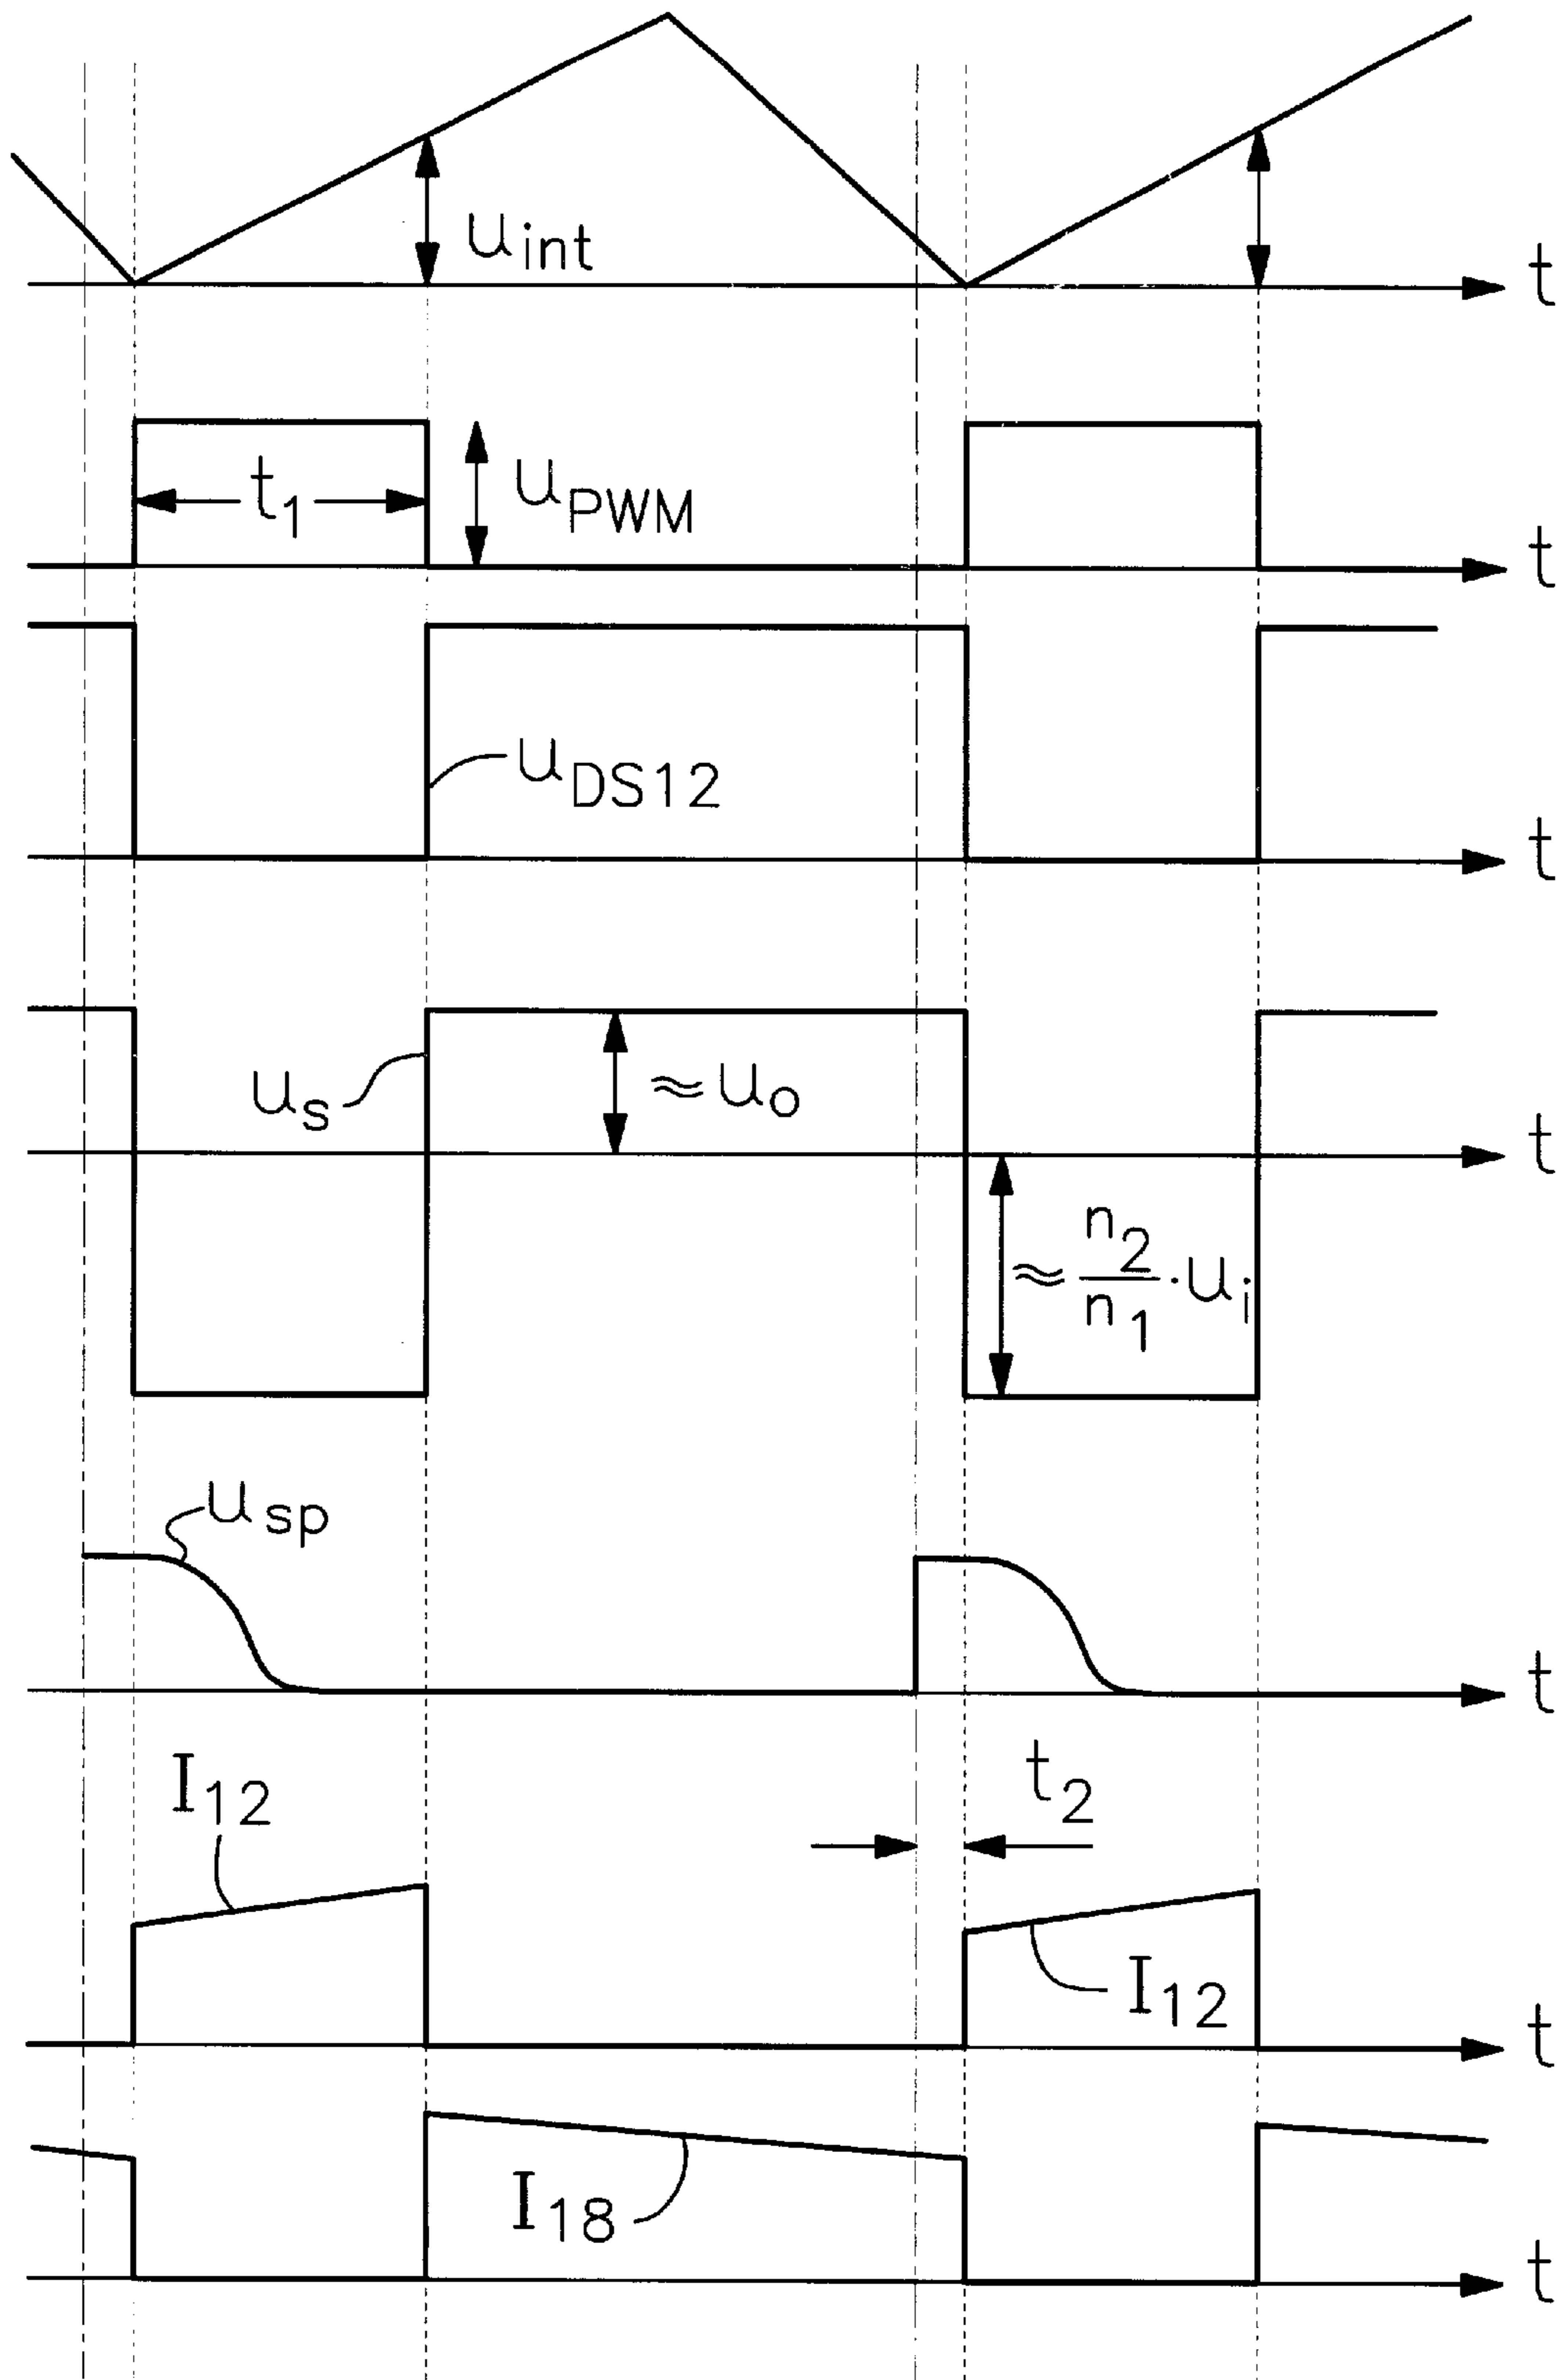 u_int
t
t_1
u_PWM
t
u_DS12
t
u_s
≈u_o
t
≈ n_2/n_1 · u_i
u_sp
t
I_12
t_2
I_12
t
I_18
t